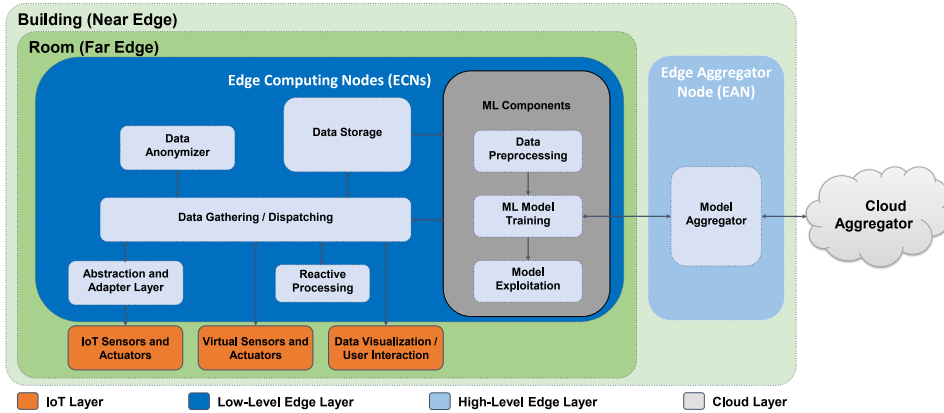 Building (Near Edge)
Room (Far Edge)
Edge Computing Nodes (ECNs)
Data
Anonymizer
Data Storage
Data Gathering / Dispatching
Abstraction and
Adapter Layer
Reactive
Processing
ML Components
Data
Preprocessing
ML Model
Training
Model
Exploitation
IoT Sensors and
Actuators
Virtual Sensors and
Actuators
Data Visualization /
User Interaction
Edge Aggregator
Node (EAN)
Model
Aggregator
Cloud
Aggregator
IoT Layer
Low-Level Edge Layer
High-Level Edge Layer
Cloud Layer